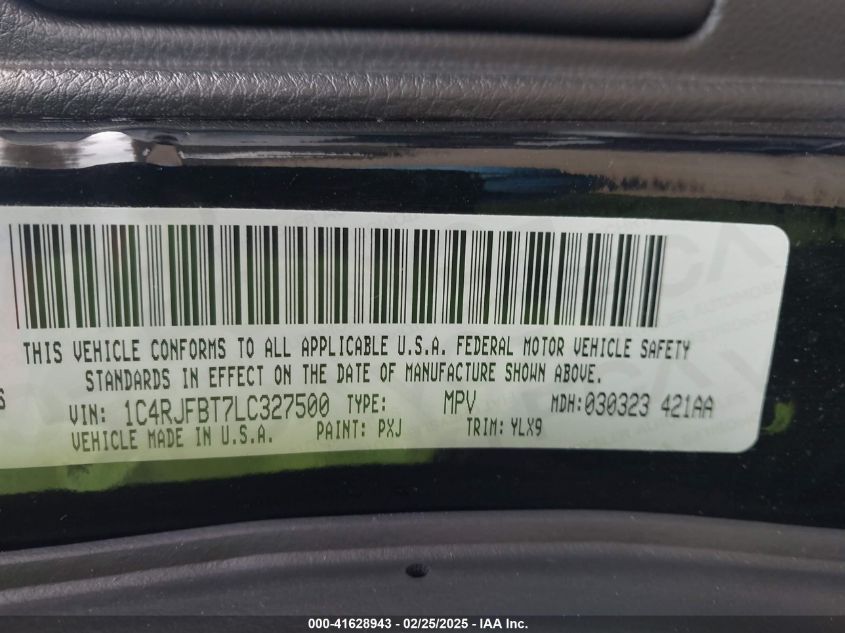 THIS VEHICLE CONFORMS TO ALL APPLICABLE U.S.A. FEDERAL MOTOR VEHICLE SAFETY
STANDARDS IN EFFECT ON THE DATE OF MANUFACTURE SHOWN ABOVE.
S
VIN: 1C4RJFBT7LC327500 TYPE: MPV MDH:030323 421AA
VEHICLE MADE IN U.S.A. PAINT: PXJ TRIM: YLX9
000-41628943 - 02/25/2025 - IAA Inc.